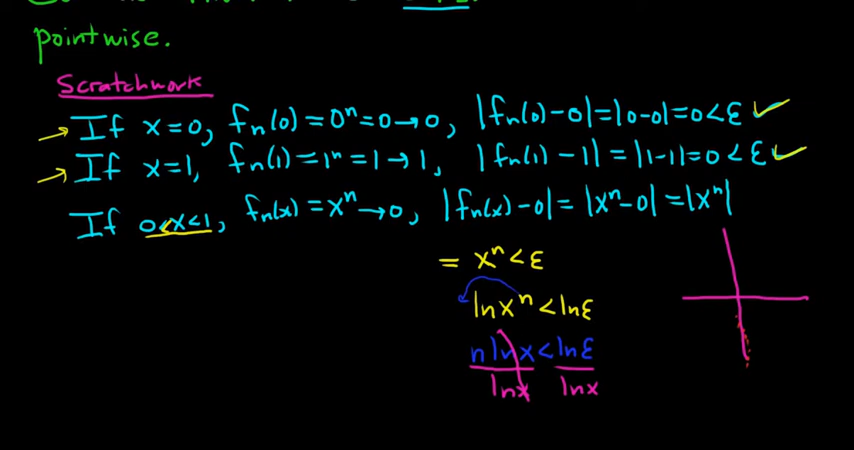 pointwise.
Scratchwork
If x=0, fn(0)=0^n=0→0, |fn(0)-0|=|0-0|=0<ε ✓
If x=1, fn(1)=1^n=1→1, |fn(1)-1|=|1-1|=0<ε ✓
If 0<x<1, fn(x)=x^n→0, |fn(x)-0|=|x^n-0|=|x^n|
= x^n<ε
ln x^n < ln ε
n ln x < ln ε
ln x ln x